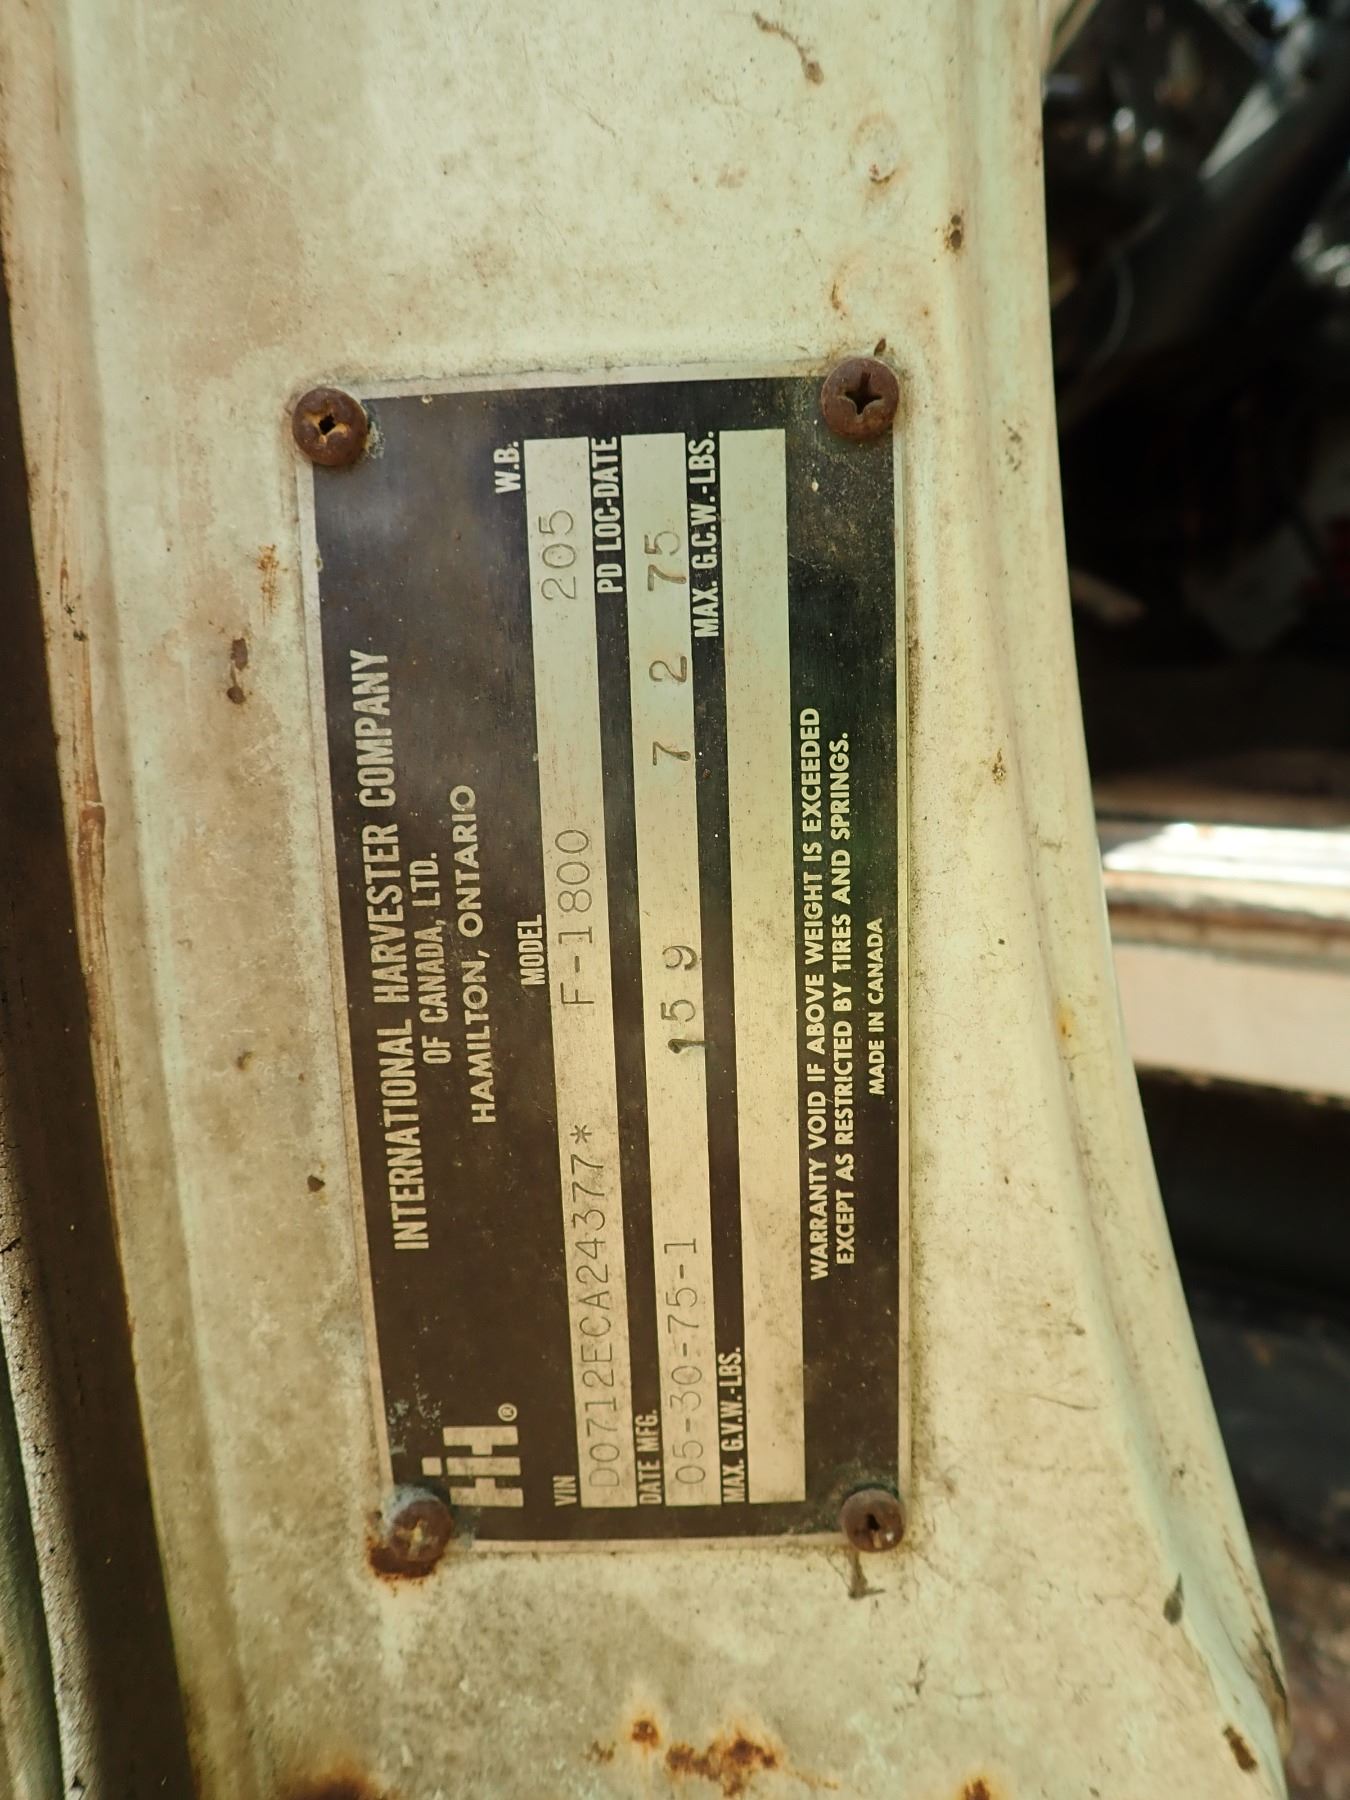 INTERNATIONAL HARVESTER COMPANY
OF CANADA, LTD.
HAMILTON, ONTARIO
IH®
VIN MODEL W.B.
D0712ECA24377* F-1800 205
DATE MFG. PD LOC-DATE
05-30-75-1 159 7 2 75
MAX. G.V.W.-LBS. MAX. G.C.W.-LBS.
WARRANTY VOID IF ABOVE WEIGHT IS EXCEEDED
EXCEPT AS RESTRICTED BY TIRES AND SPRINGS.
MADE IN CANADA